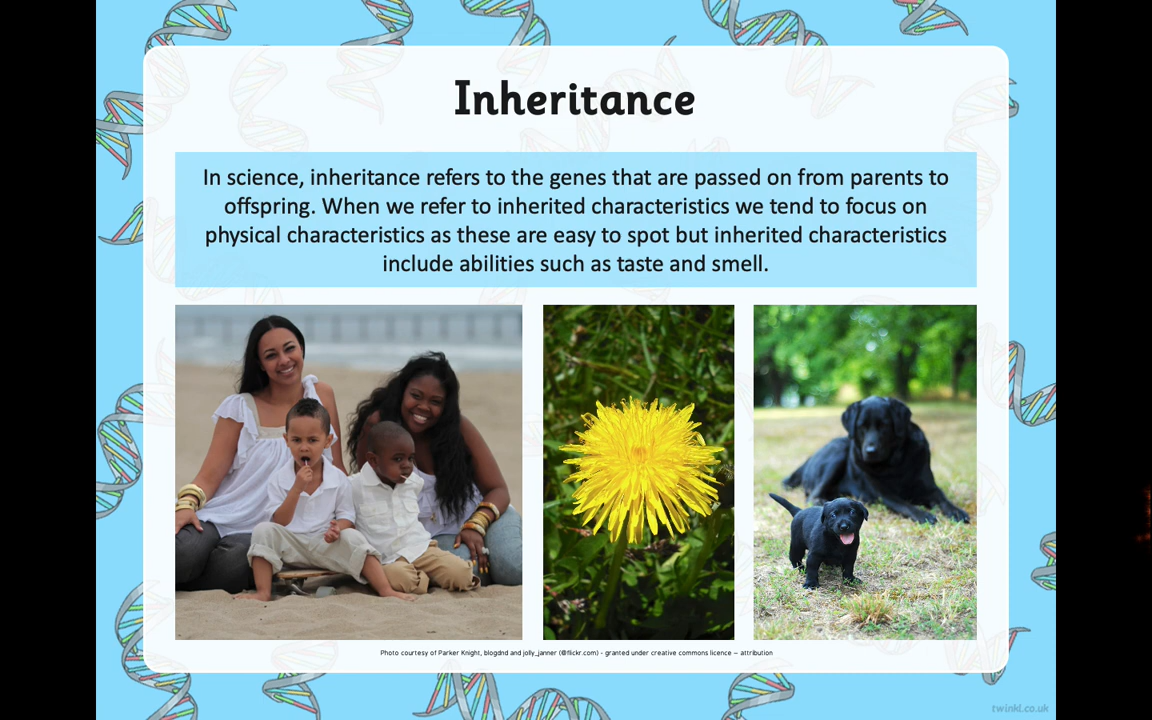 Inheritance
In science, inheritance refers to the genes that are passed on from parents to
offspring. When we refer to inherited characteristics we tend to focus on
physical characteristics as these are easy to spot but inherited characteristics
include abilities such as taste and smell.
Photo courtesy of Parker Knight, blogdnd and jolly_janner (@flickr.com) - granted under creative commons licence – attribution
twinkl.co.uk